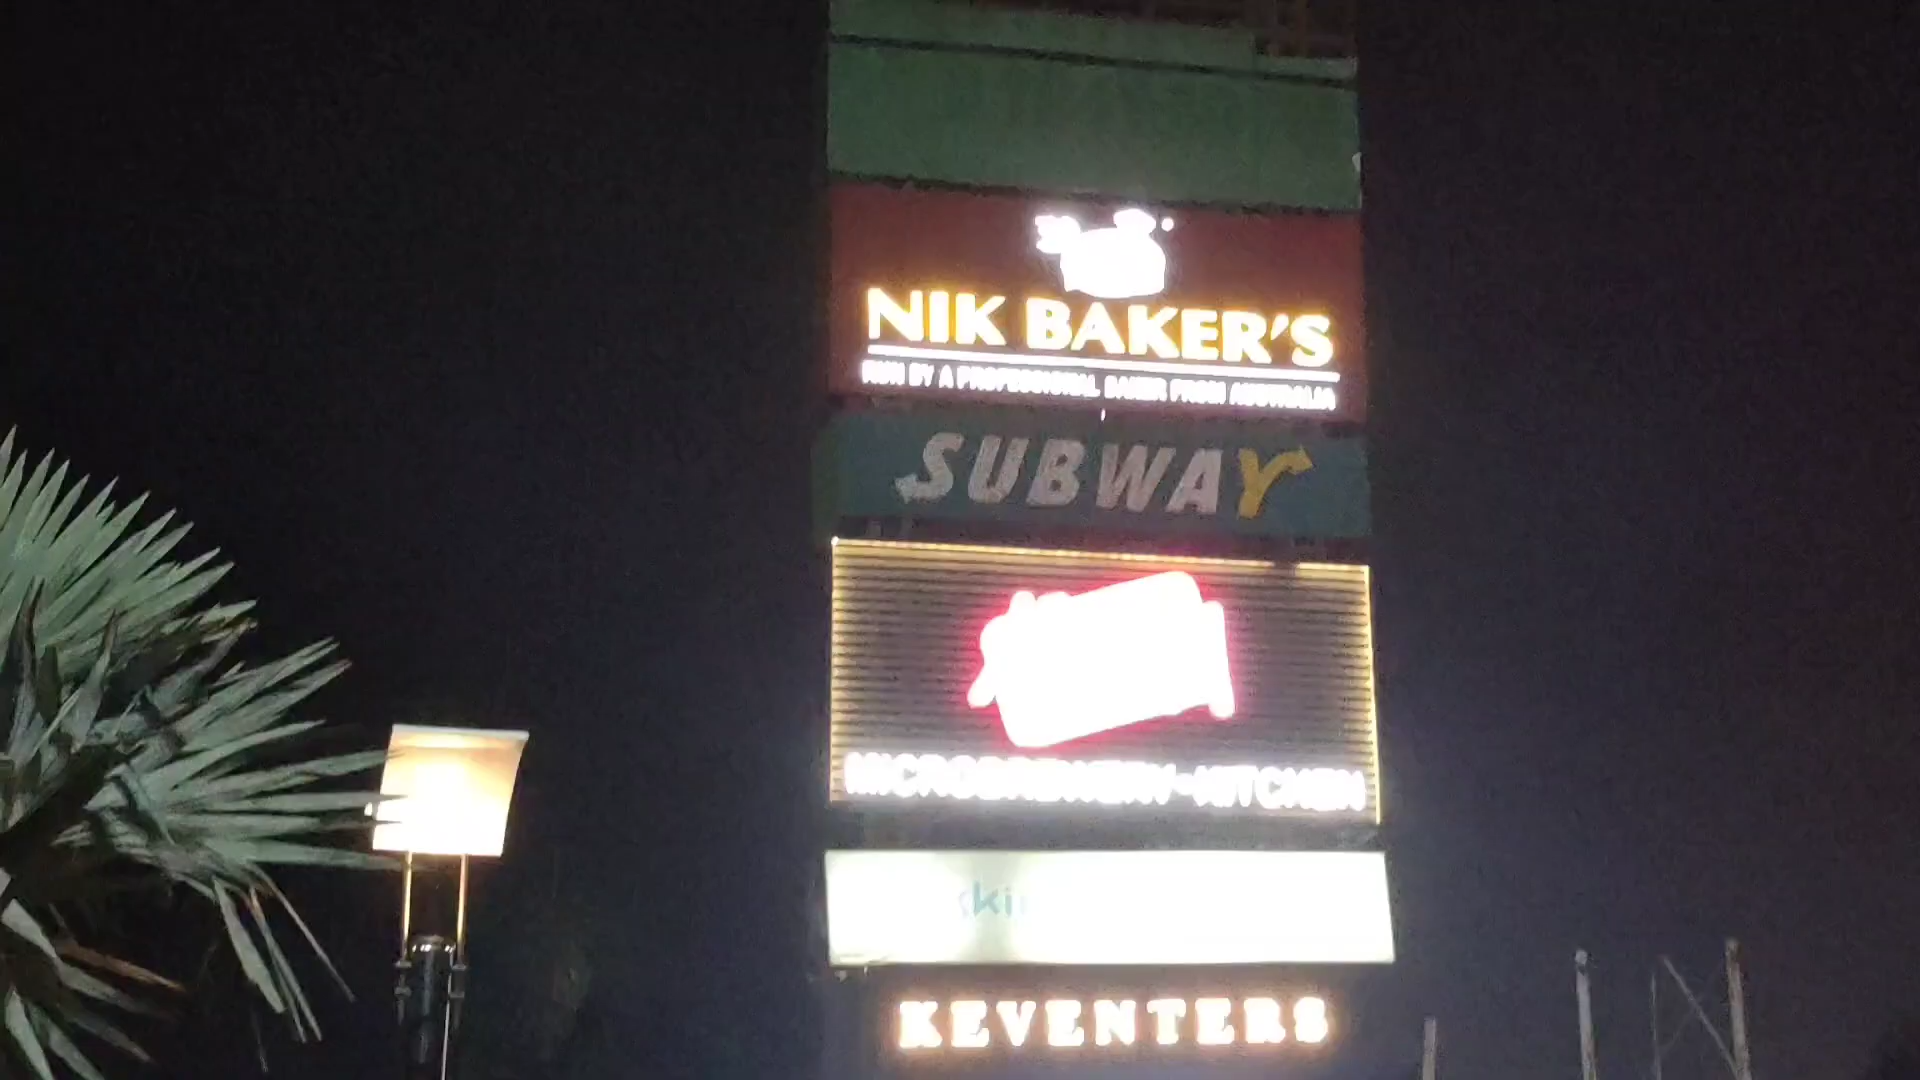 NIK BAKER'S
RUN BY A PROFESSIONAL BAKER FROM AUSTRALIA
SUBWAY
MICROBREWERY-KITCHEN
KEVENTERS